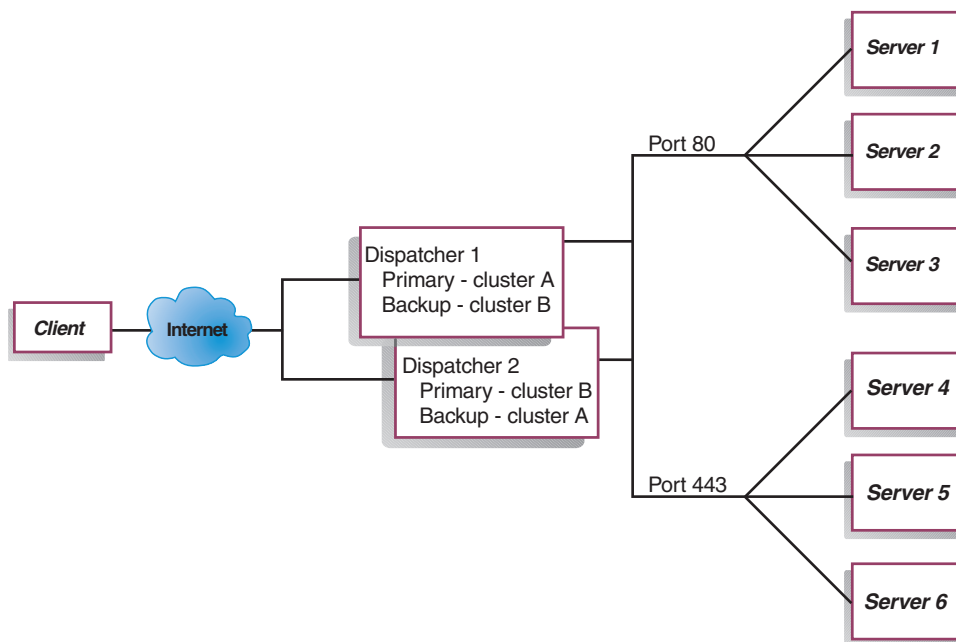 Client
Internet
Dispatcher 1
Primary - cluster A
Backup - cluster B
Dispatcher 2
Primary - cluster B
Backup - cluster A
Port 80
Server 1
Server 2
Server 3
Port 443
Server 4
Server 5
Server 6